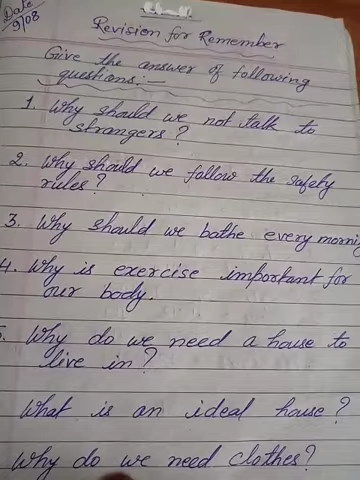 Date
9/08
Revision for Remember
Give the answer of following
questions:-
1. Why should we not talk to
strangers?
2. Why should we follow the safety
rules?
3. Why should we bathe every morni
4. Why is exercise important for
our body.
5. Why do we need a house to
live in?
What is an ideal house?
Why do we need clothes?